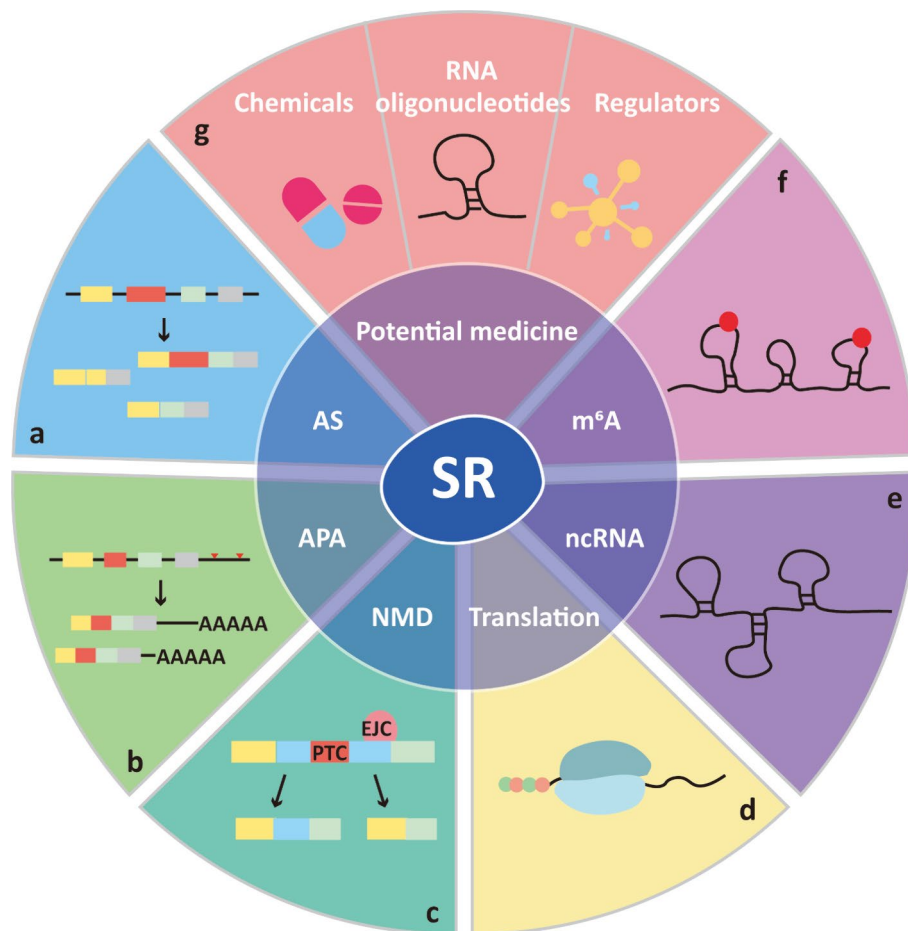 RNA
Chemicals oligonucleotides Regulators
g
f
a
Potential medicine
AS
m⁶A
SR
APA
ncRNA
e
NMD
Translation
AAAAA
AAAAA
b
EJC
PTC
d
c